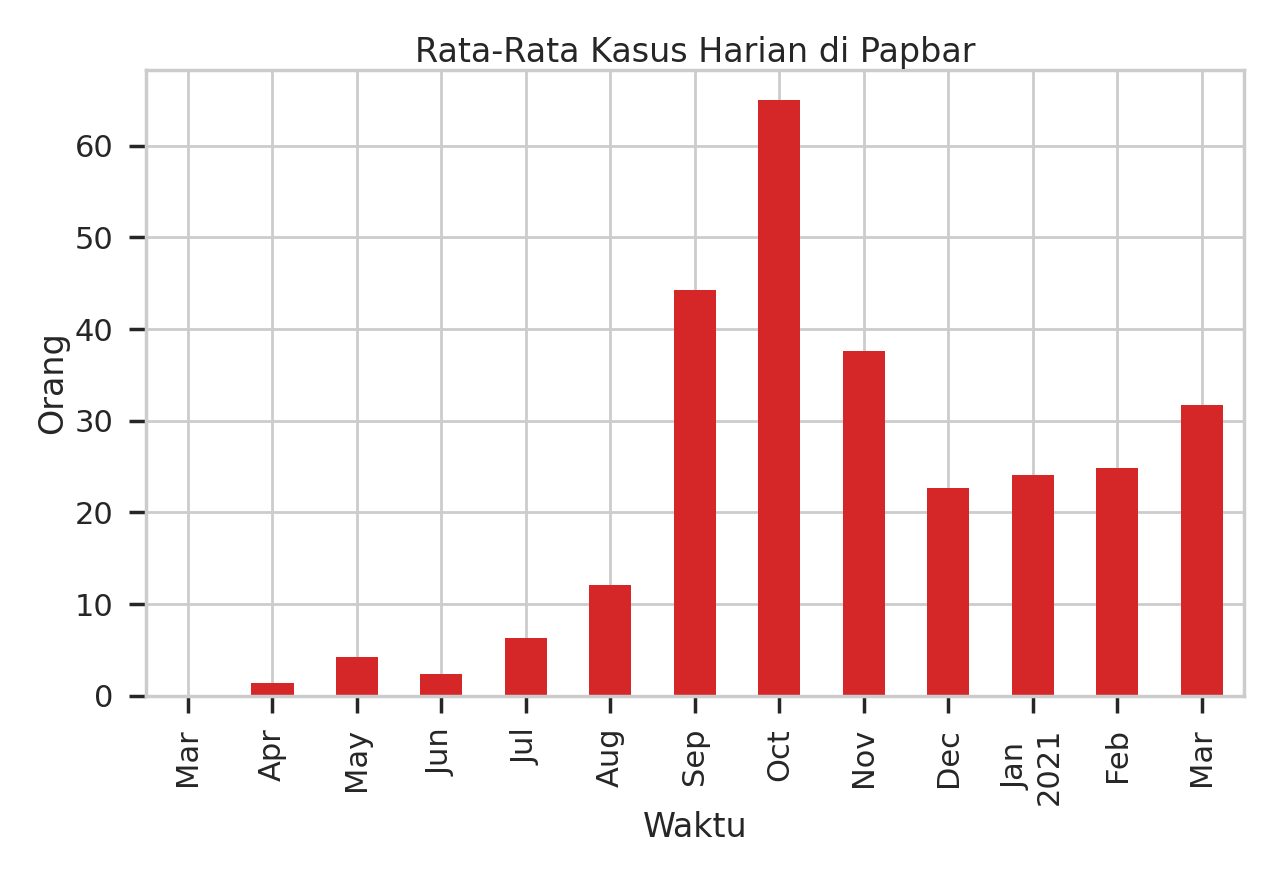 Rata-Rata Kasus Harian di Papbar
60
50
40
30
20
10
0
Orang
Mar
Apr
May
Jun
Jul
Aug
Sep
Oct
Nov
Dec
Jan
2021
Feb
Mar
Waktu